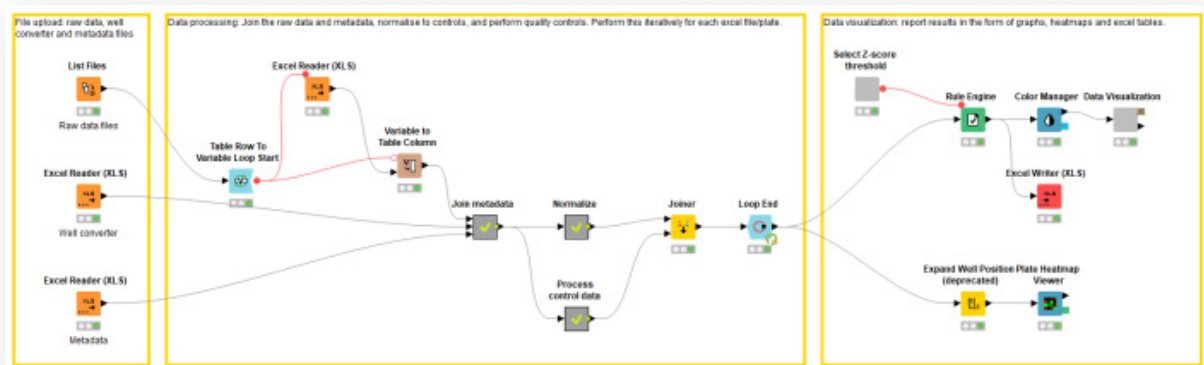 File upload: raw data, well
converter and metadata files
Data processing: Join the raw data and metadata, normalise to controls, and perform quality controls. Perform this iteratively for each excel file/plate.
Data visualization: report results in the form of graphs, heatmaps and excel tables.
List Files
Raw data files
Excel Reader (XLS)
Well converter
Excel Reader (XLS)
Metadata
Excel Reader (XLS)
Table Row To
Variable Loop Start
Variable to
Table Column
Join metadata
Normalize
Process
control data
Joiner
Loop End
Select Z-score
threshold
Rule Engine
Color Manager
Data Visualization
Excel Writer (XLS)
Expand Well Position
(deprecated)
Plate Heatmap
Viewer